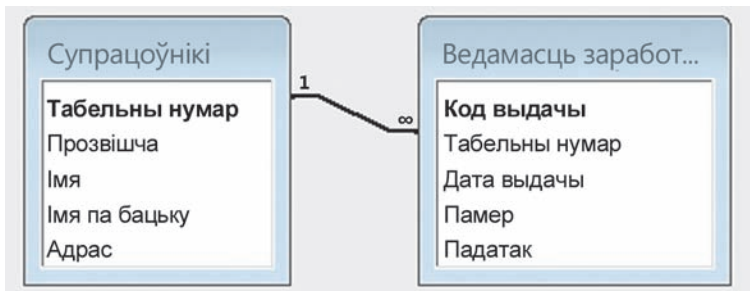 Супрацоўнікі
Табельны нумар
Прозвішча
Імя
Імя па бацьку
Адрас
1
∞
Ведамасць заработ...
Код выдачы
Табельны нумар
Дата выдачы
Памер
Падатак